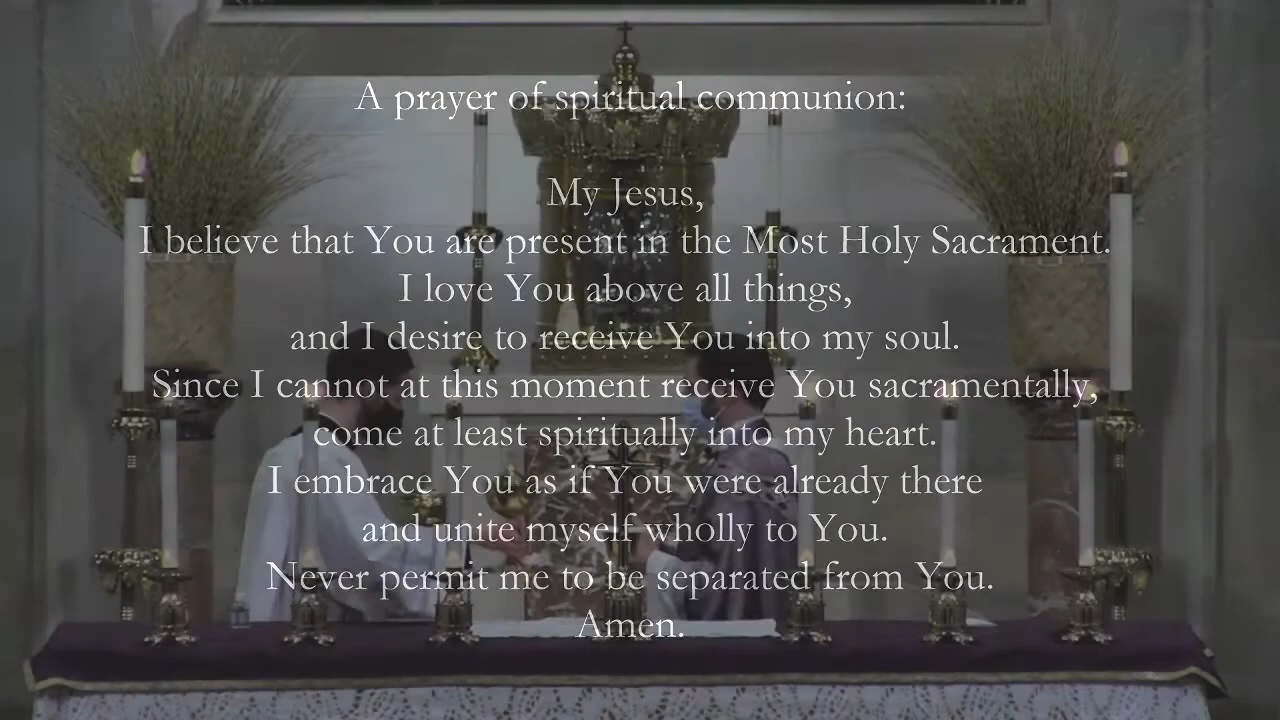 A prayer of spiritual communion:
My Jesus,
I believe that You are present in the Most Holy Sacrament.
I love You above all things,
and I desire to receive You into my soul.
Since I cannot at this moment receive You sacramentally,
come at least spiritually into my heart.
I embrace You as if You were already there
and unite myself wholly to You.
Never permit me to be separated from You.
Amen.